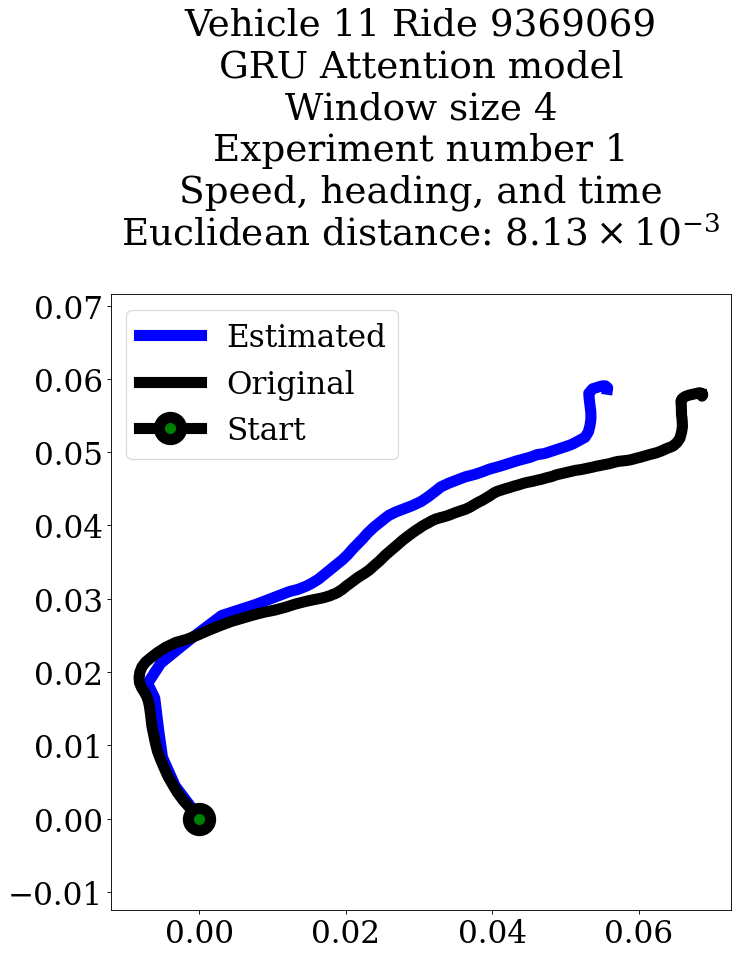 Vehicle 11 Ride 9369069
GRU Attention model
Window size 4
Experiment number 1
Speed, heading, and time
Euclidean distance: 8.13 × 10⁻³
0.07
0.06
0.05
0.04
0.03
0.02
0.01
0.00
−0.01
Estimated
Original
Start
0.00 0.02 0.04 0.06